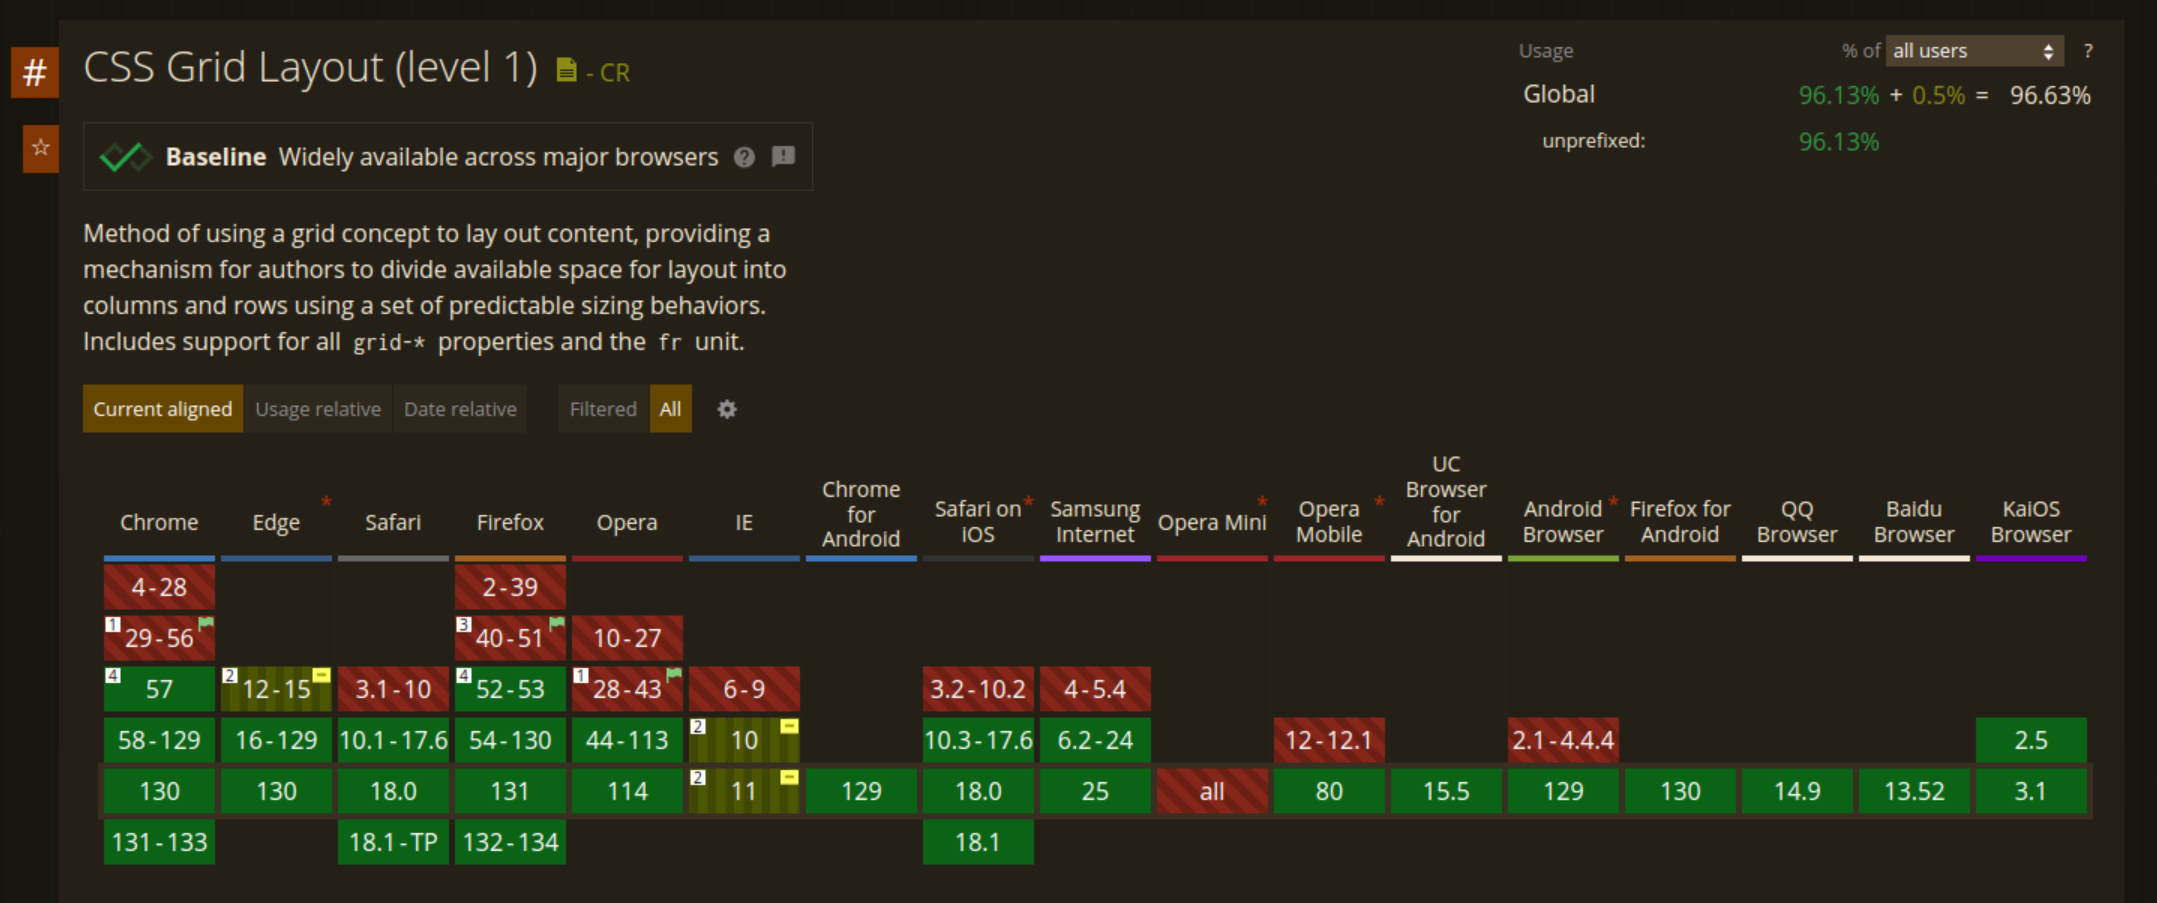 #
CSS Grid Layout (level 1) - CR
☆
Usage % of all users ?
Global 96.13% + 0.5% = 96.63%
unprefixed: 96.13%
Baseline Widely available across major browsers ?
Method of using a grid concept to lay out content, providing a
mechanism for authors to divide available space for layout into
columns and rows using a set of predictable sizing behaviors.
Includes support for all grid-* properties and the fr unit.
Current aligned Usage relative Date relative Filtered All
Chrome
Edge *
Safari
Firefox
Opera
IE
Chrome
for
Android
Safari on *
iOS
Samsung
Internet
Opera Mini *
Opera *
Mobile
UC
Browser
for
Android
Android *
Browser
Firefox for
Android
QQ
Browser
Baidu
Browser
KaiOS
Browser
4-28 2-39
1 29-56 3 40-51 10-27
4 57 2 12-15 3.1-10 4 52-53 1 28-43 6-9 3.2-10.2 4-5.4
58-129 16-129 10.1-17.6 54-130 44-113 2 10 10.3-17.6 6.2-24 12-12.1 2.1-4.4.4 2.5
130 130 18.0 131 114 2 11 129 18.0 25 all 80 15.5 129 130 14.9 13.52 3.1
131-133 18.1-TP 132-134 18.1